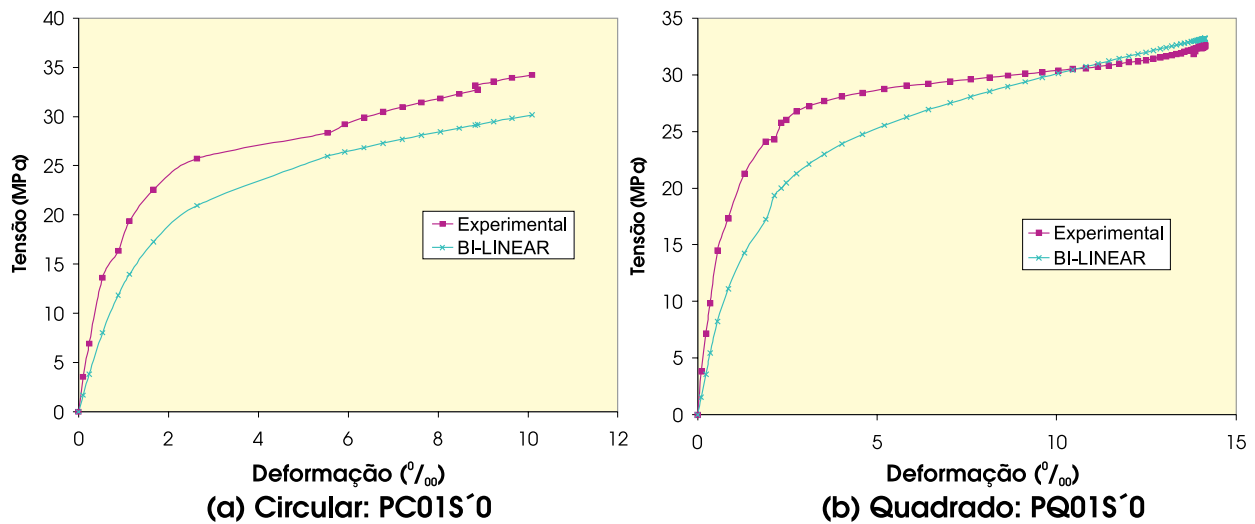 40
35
30
25
20
15
10
5
0
Tensão (MPa)
Experimental
BI-LINEAR
0 2 4 6 8 10 12
Deformação (⁰/₀₀)
(a) Circular: PC01S´0
35
30
25
20
15
10
5
0
Tensão (MPa)
Experimental
BI-LINEAR
0 5 10 15
Deformação (⁰/₀₀)
(b) Quadrado: PQ01S´0